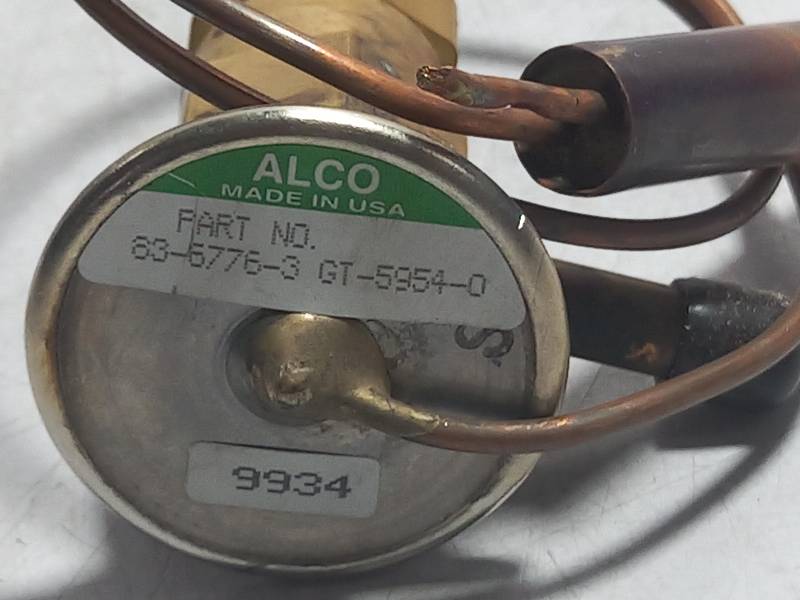 ALCO
MADE IN USA
PART NO.
63-6776-3 GT-5954-0
S
9934